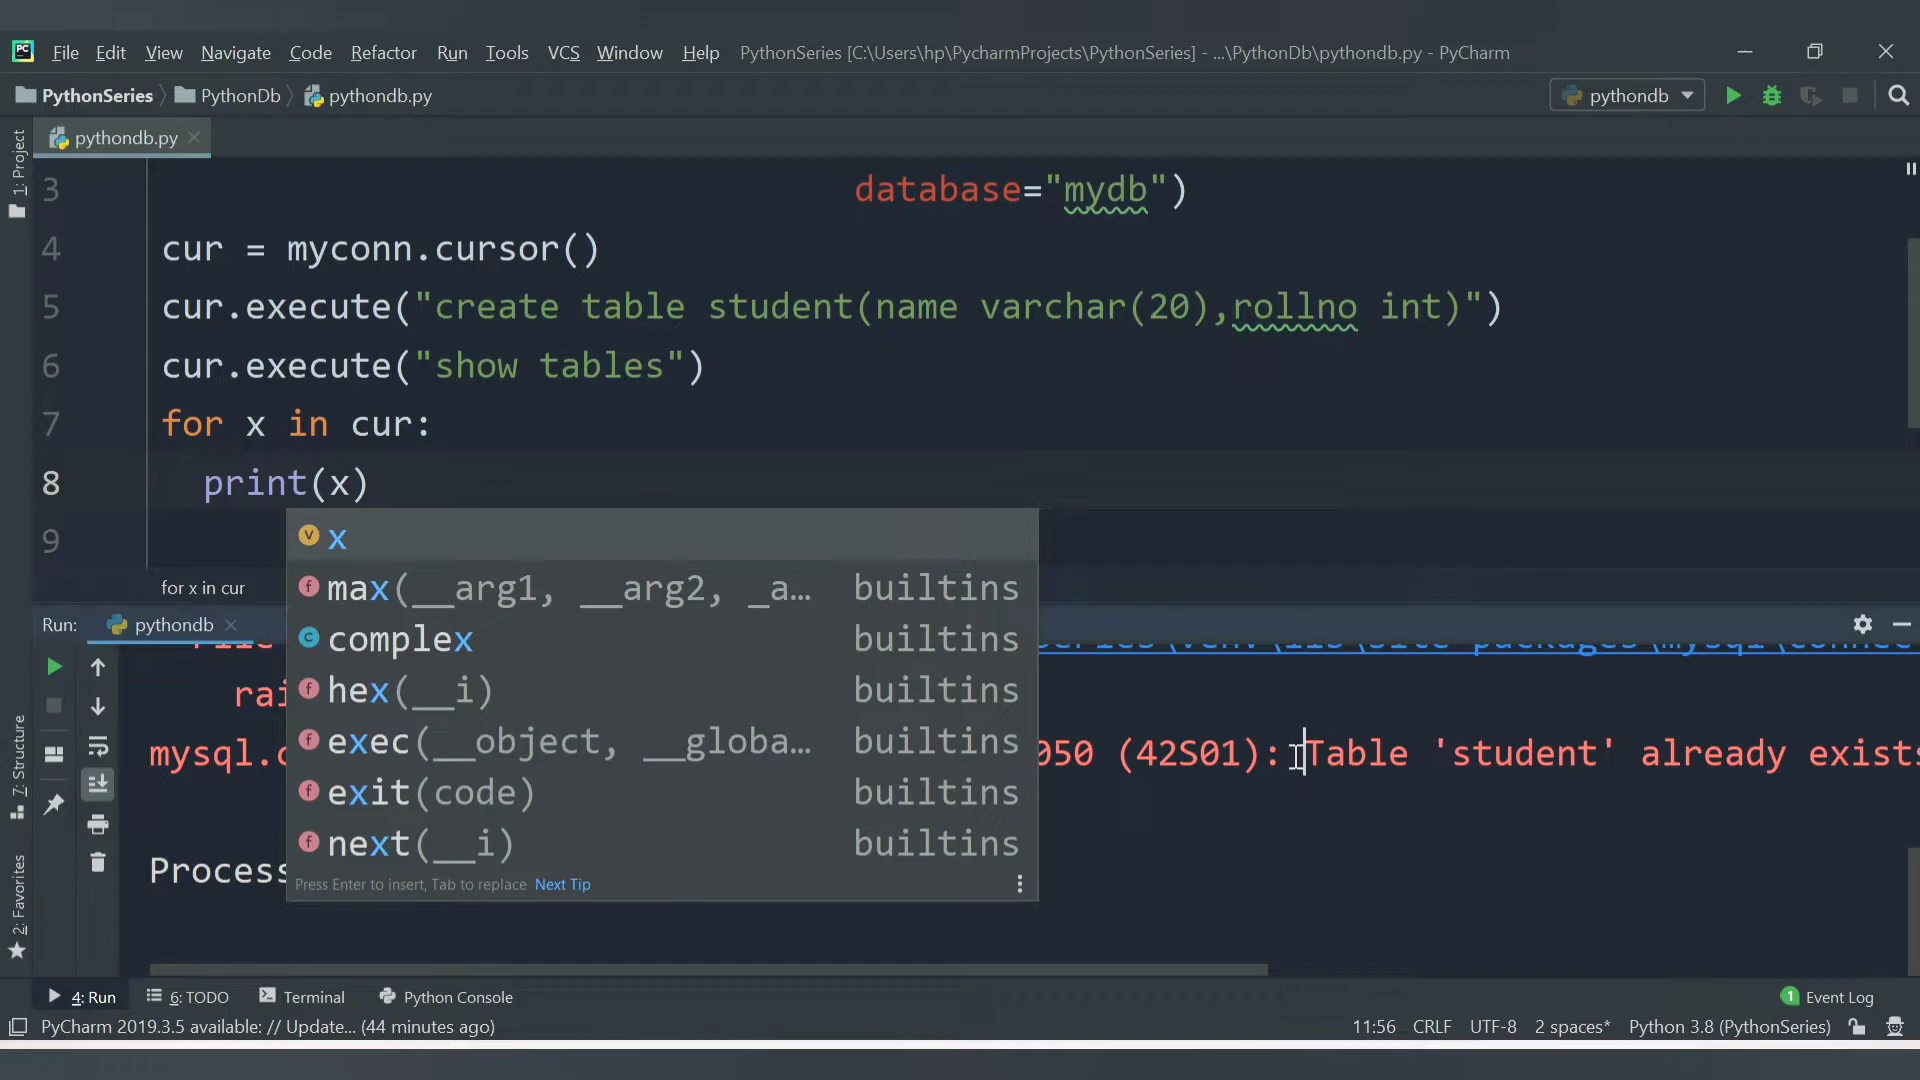 File Edit View Navigate Code Refactor Run Tools VCS Window Help PythonSeries [C:\Users\hp\PycharmProjects\PythonSeries] - ...\PythonDb\pythondb.py - PyCharm
PythonSeries PythonDb pythondb.py pythondb
pythondb.py
1: Project
3 database="mydb")
4 cur = myconn.cursor()
5 cur.execute("create table student(name varchar(20),rollno int)")
6 cur.execute("show tables")
7 for x in cur:
8 print(x)
9
x
for x in cur
max(__arg1, __arg2, _a... builtins
Run: pythondb
complex builtins
hex(__i) builtins
exec(__object, __globa... builtins
mysql.c 050 (42S01): Table 'student' already exists
exit(code) builtins
next(__i) builtins
Process
Press Enter to insert, Tab to replace Next Tip
7: Structure
2: Favorites
4: Run 6: TODO Terminal Python Console 1 Event Log
PyCharm 2019.3.5 available: // Update... (44 minutes ago) 11:56 CRLF UTF-8 2 spaces* Python 3.8 (PythonSeries)